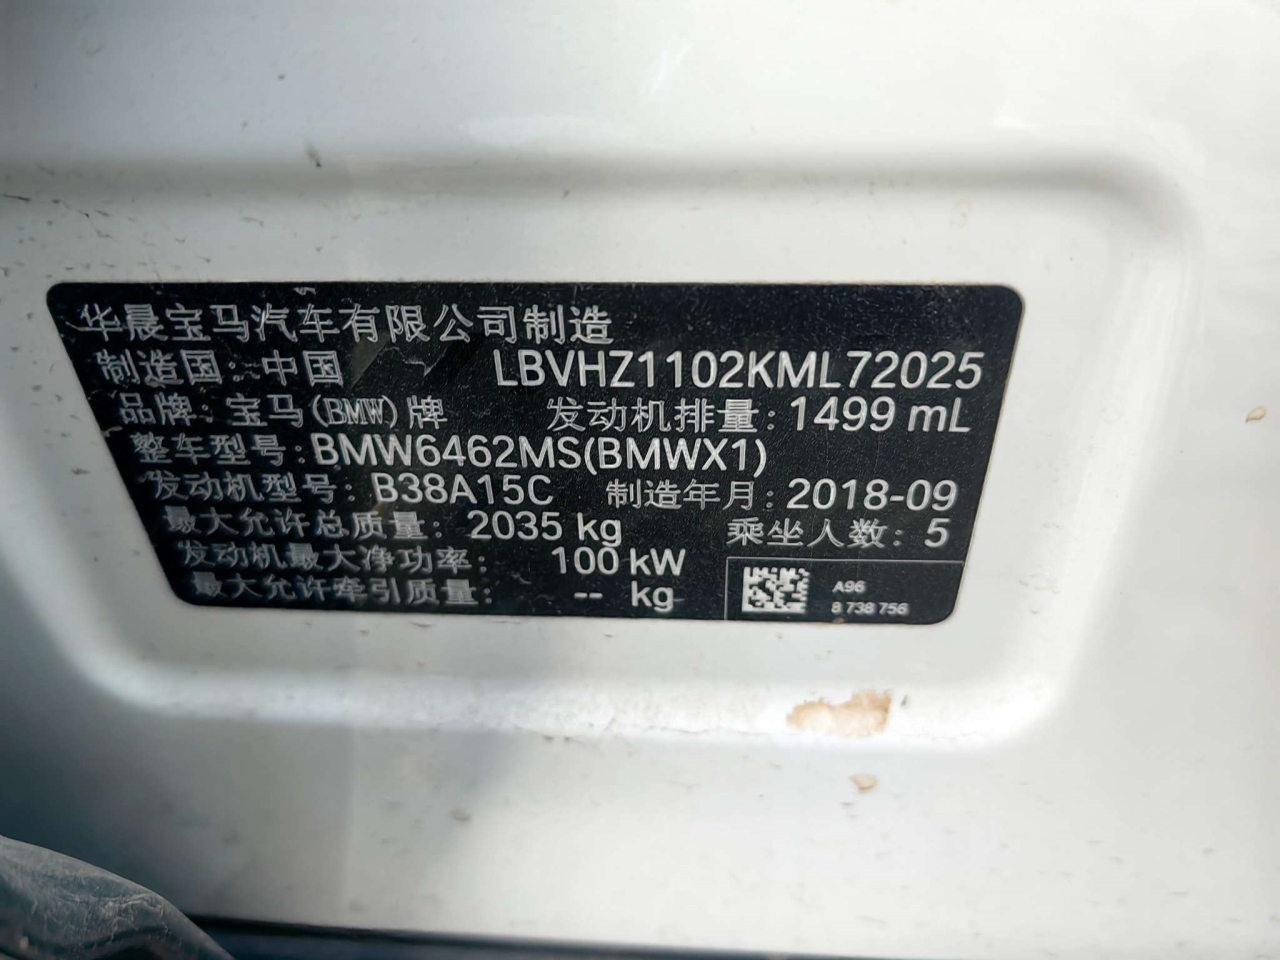 华晨宝马汽车有限公司制造
制造国：中国 LBVHZ1102KML72025
品牌：宝马(BMW)牌 发动机排量：1499 mL
整车型号：BMW6462MS(BMWX1)
发动机型号：B38A15C 制造年月：2018-09
最大允许总质量：2035 kg 乘坐人数：5
发动机最大净功率：100 kW
最大允许牵引质量：-- kg
A96
8 738 756